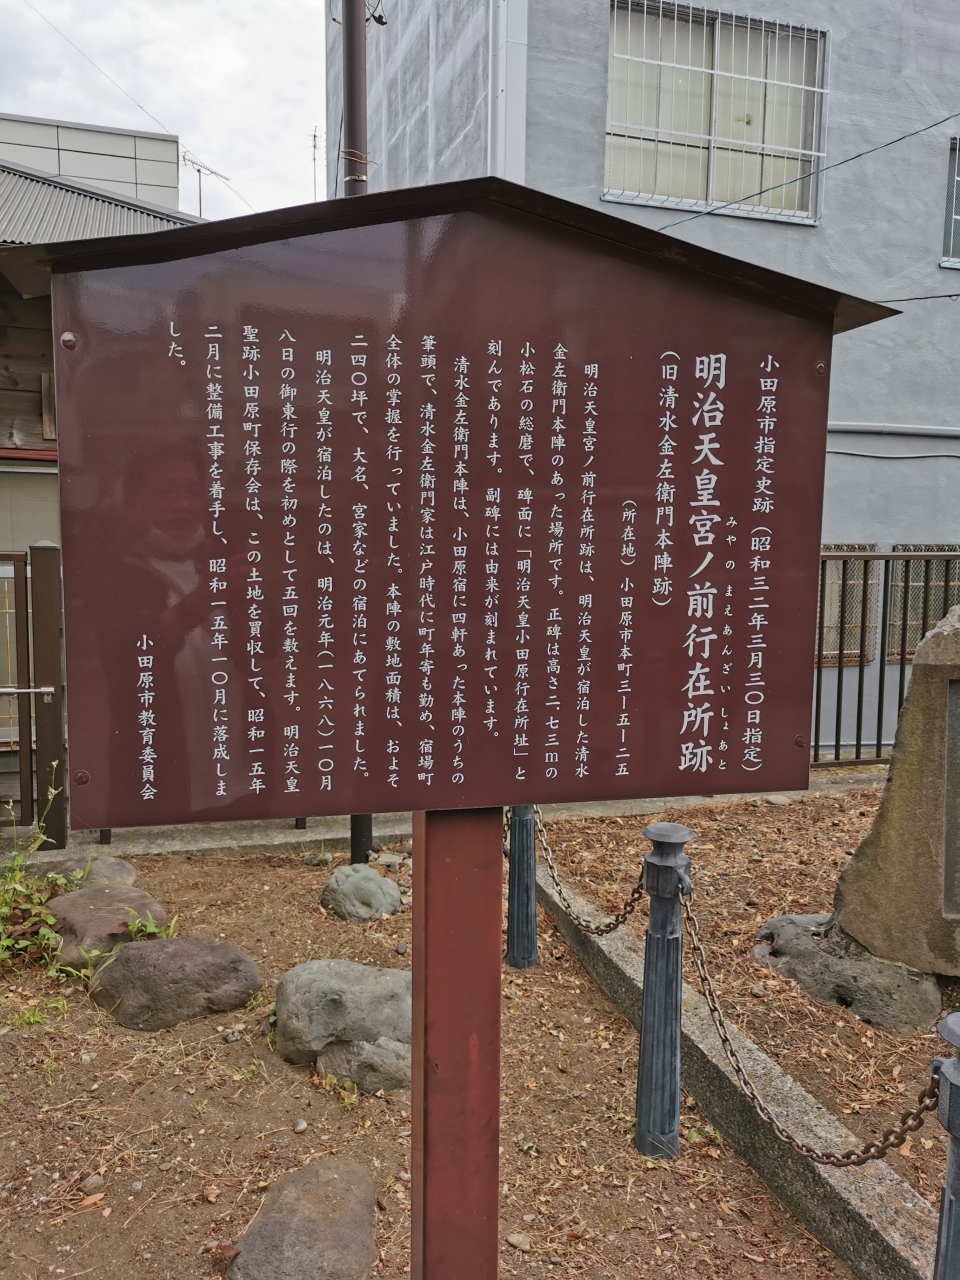 小田原市指定史跡（昭和三二年三月三〇日指定）
みやのまえあんざいしょあと
明治天皇宮ノ前行在所跡
（旧清水金左衛門本陣跡）
（所在地）小田原市本町三ー五ー二五
明治天皇宮ノ前行在所跡は、明治天皇が宿泊した清水
金左衛門本陣のあった場所です。正碑は高さ二・七三mの
小松石の総磨で、碑面に「明治天皇小田原行在所址」と
刻んであります。副碑には由来が刻まれています。
清水金左衛門本陣は、小田原宿に四軒あった本陣のうちの
筆頭で、清水金左衛門家は江戸時代に町年寄も勤め、宿場町
全体の掌握を行っていました。本陣の敷地面積は、およそ
二四〇坪で、大名、宮家などの宿泊にあてられました。
明治天皇が宿泊したのは、明治元年（一八六八）一〇月
八日の御東行の際を初めとして五回を数えます。明治天皇
聖跡小田原町保存会は、この土地を買収して、昭和一五年
二月に整備工事を着手し、昭和一五年一〇月に落成しま
した。
小田原市教育委員会